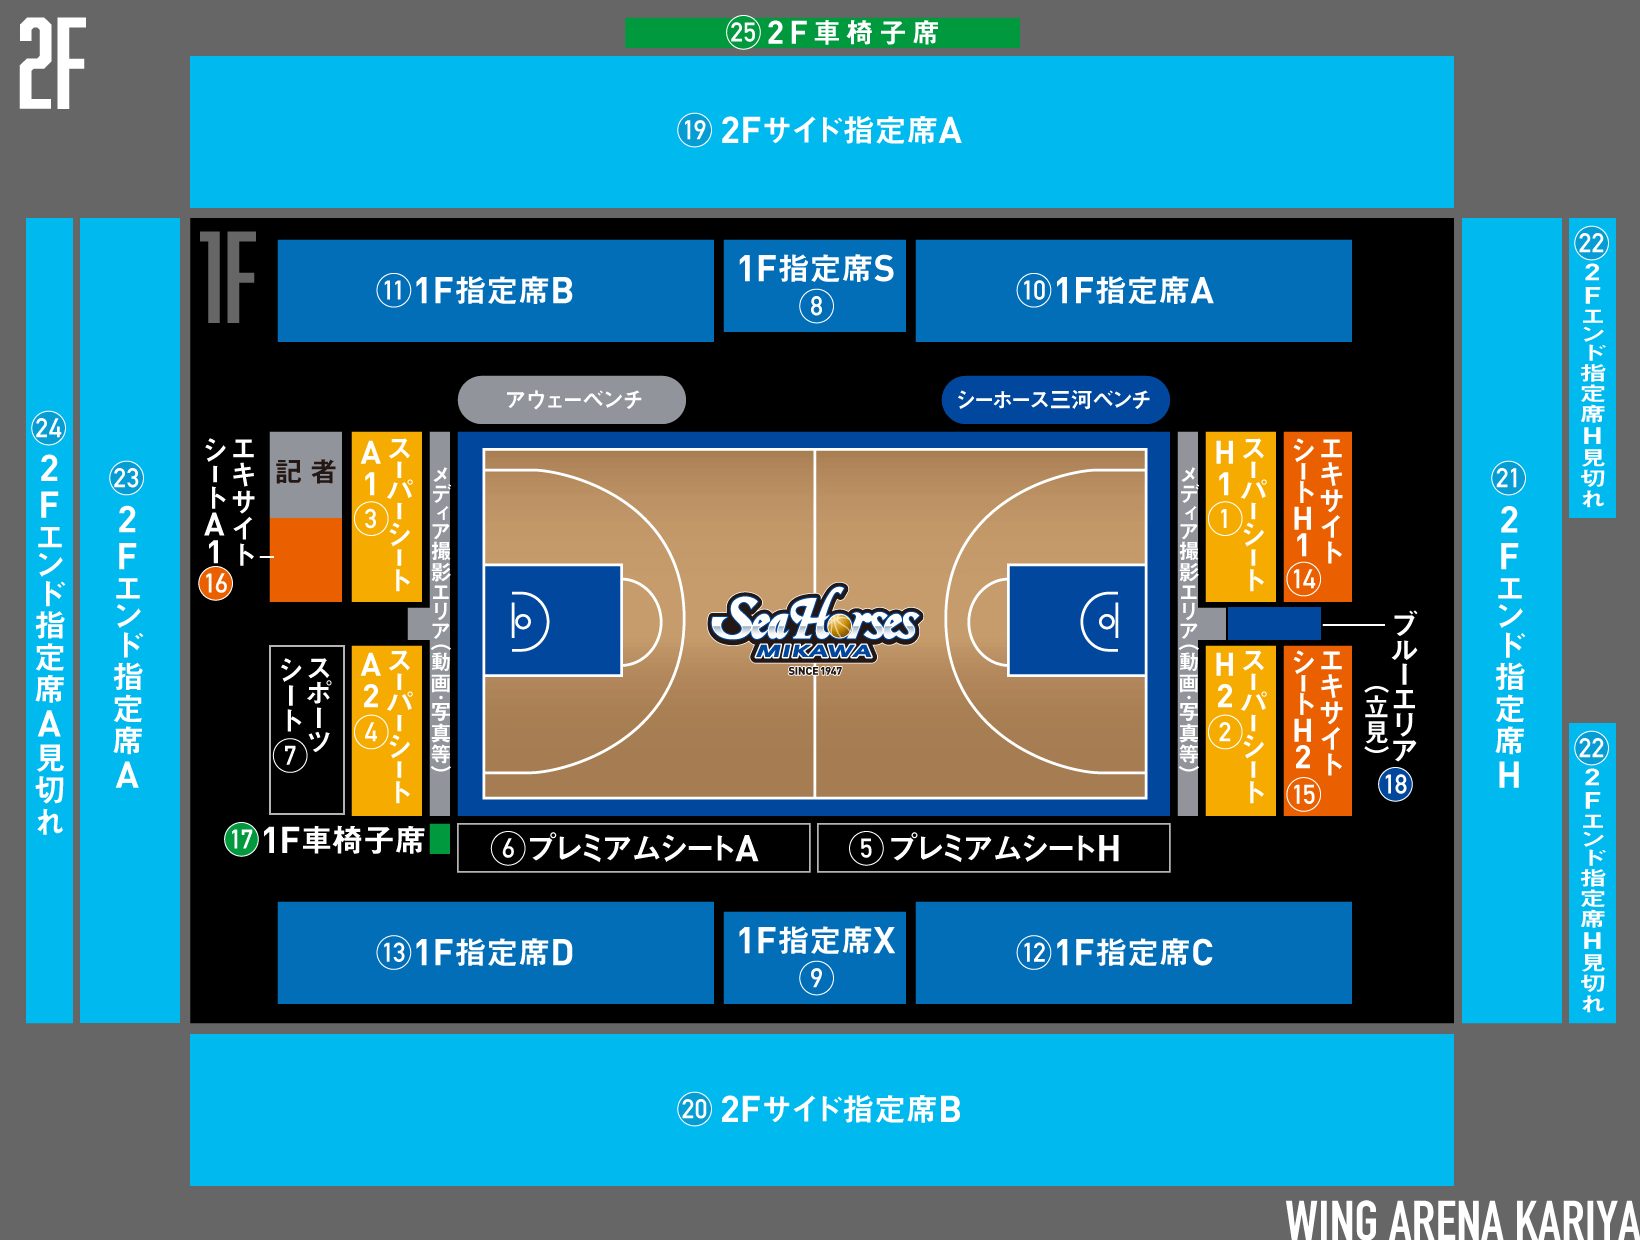 2F
㉕2F車椅子席
⑲2Fサイド指定席A
1F
⑪1F指定席B
1F指定席S
⑧
⑩1F指定席A
アウェーベンチ
シーホース三河ベンチ
㉔2Fエンド指定席A見切れ
㉓2Fエンド指定席A
エキサイト
シートA1
⑯
記者
スーパーシート
A1③
メディア撮影エリア(動画・写真等)
スポーツ
シート⑦
スーパーシート
A2④
SeaHorses
MIKAWA
SINCE 1947
メディア撮影エリア(動画・写真等)
スーパーシート
H1①
エキサイト
シートH1
⑭
スーパーシート
H2②
エキサイト
シートH2
⑮
ブルーエリア
(立見)
⑱
㉑2Fエンド指定席H
㉒2Fエンド指定席H見切れ
㉒2Fエンド指定席H見切れ
⑰1F車椅子席
⑥プレミアムシートA
⑤プレミアムシートH
⑬1F指定席D
1F指定席X
⑨
⑫1F指定席C
⑳2Fサイド指定席B
WING ARENA KARIYA